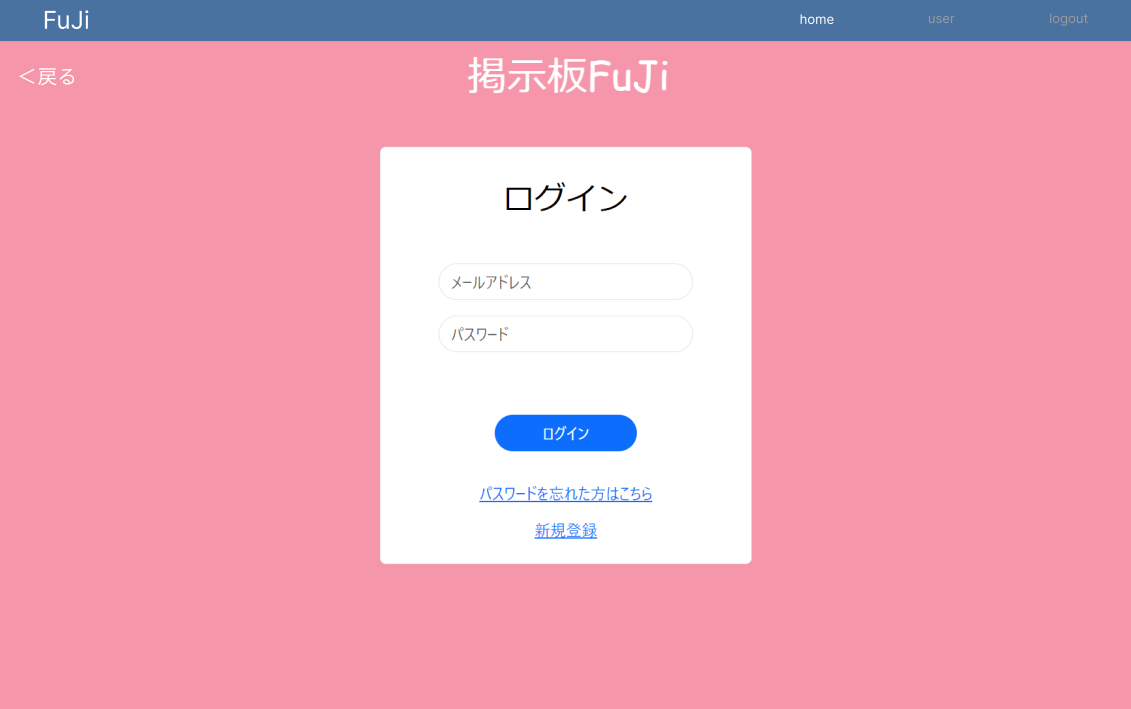 FuJi
home
user
logout
＜戻る
掲示板FuJi
ログイン
メールアドレス
パスワード
ログイン
パスワードを忘れた方はこちら
新規登録